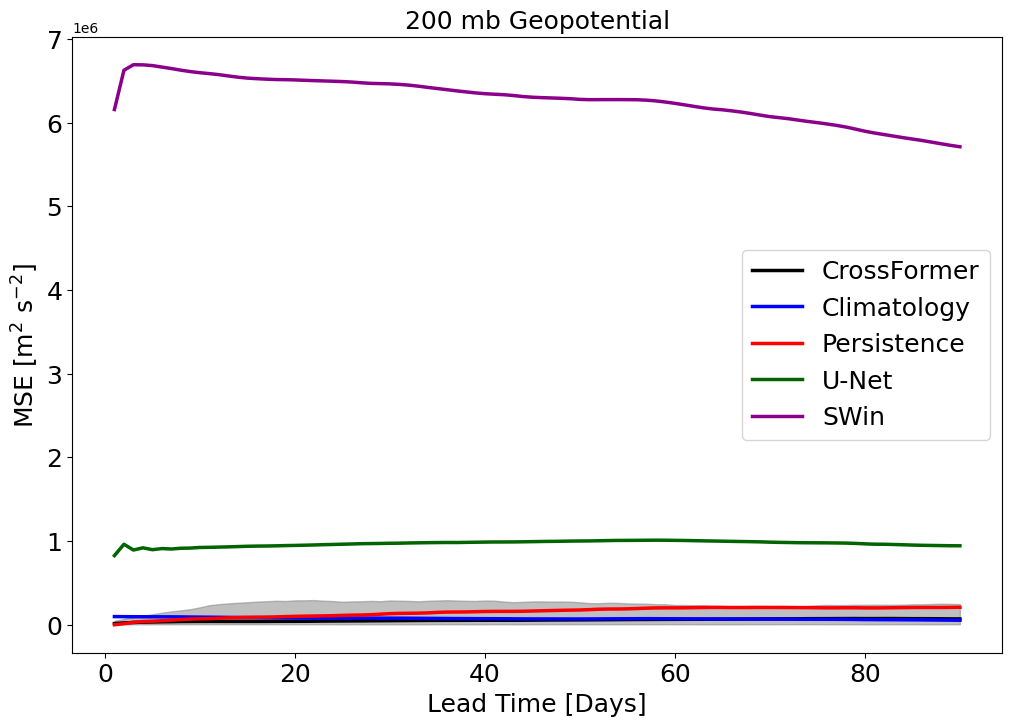 200 mb Geopotential
1e6
7
6
5
4
3
2
1
0
MSE [m² s⁻²]
CrossFormer
Climatology
Persistence
U-Net
SWin
0 20 40 60 80
Lead Time [Days]